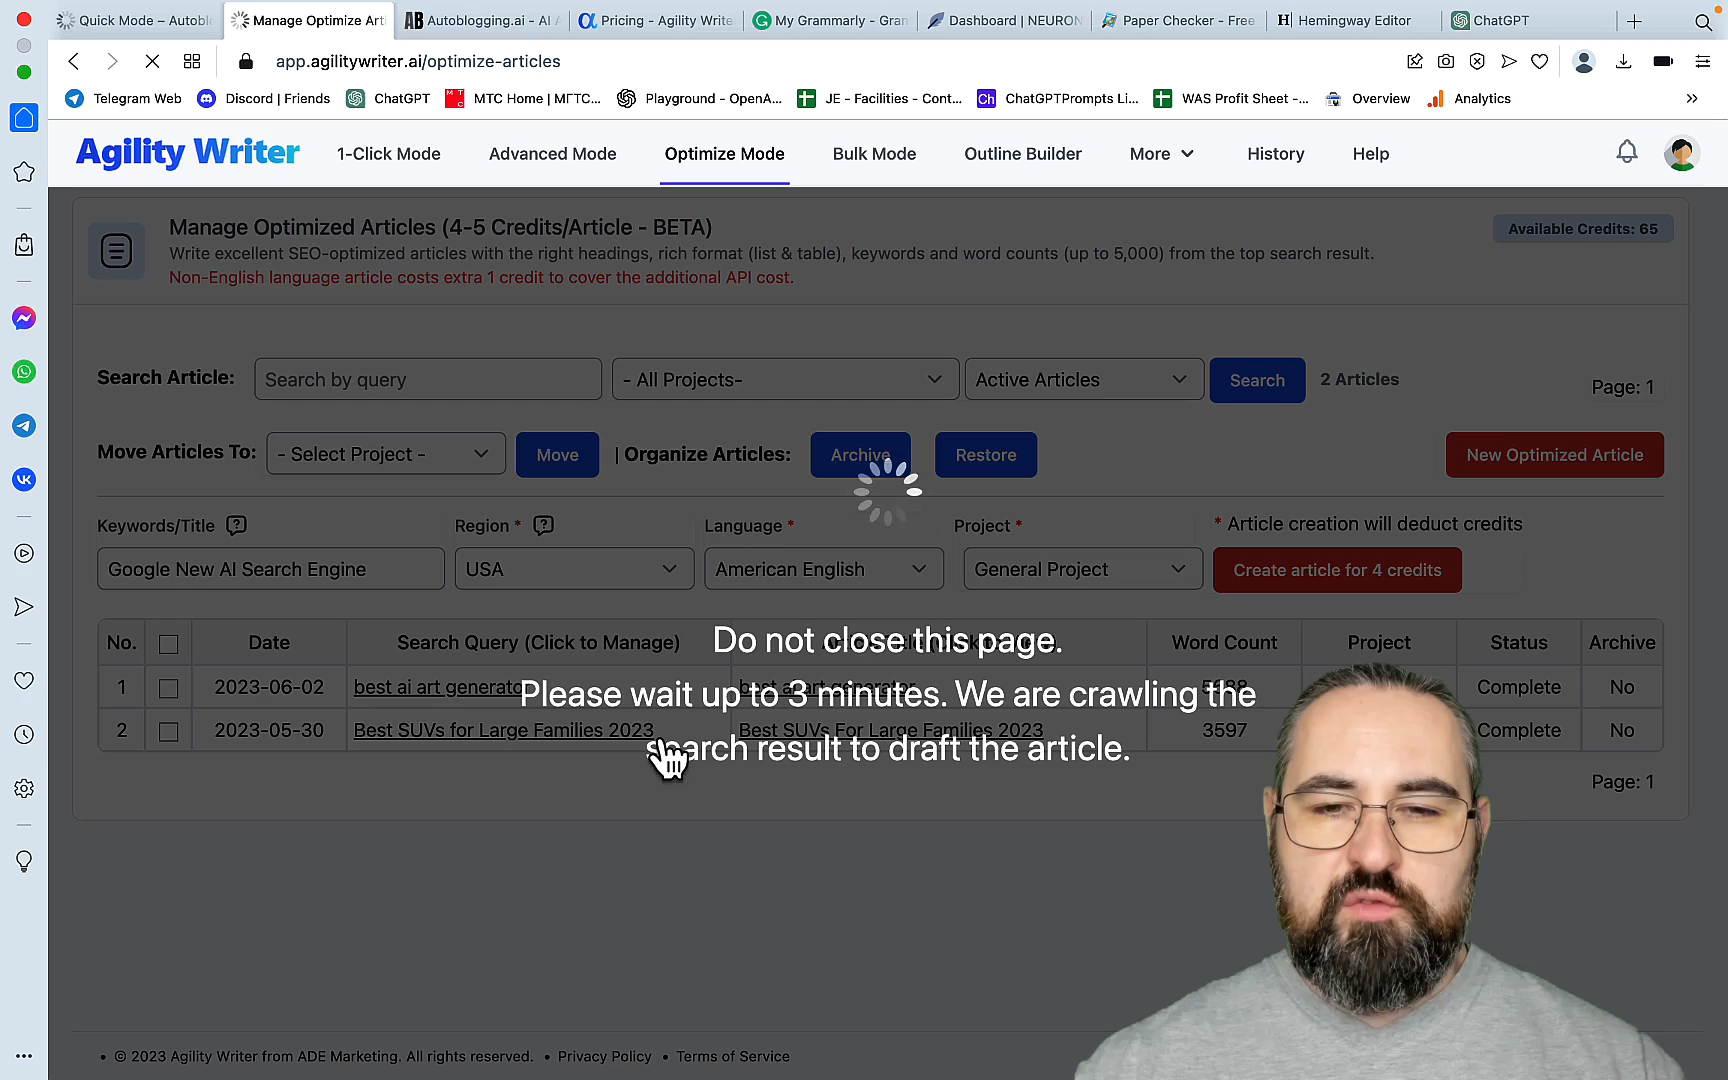 Quick Mode – Autobl
Manage Optimize Arti
AB Autoblogging.ai - AI A
Pricing - Agility Write
My Grammarly - Gran
Dashboard | NEURON
Paper Checker - Free
H Hemingway Editor
ChatGPT
app.agilitywriter.ai/optimize-articles
Telegram Web
Discord | Friends
ChatGPT
МТС Home | МГТС...
Playground - OpenA...
JE - Facilities - Cont...
Ch ChatGPTPrompts Li...
WAS Profit Sheet -...
Overview
Analytics
Agility Writer
1-Click Mode
Advanced Mode
Optimize Mode
Bulk Mode
Outline Builder
More
History
Help
Manage Optimized Articles (4-5 Credits/Article - BETA)
Available Credits: 65
Write excellent SEO-optimized articles with the right headings, rich format (list & table), keywords and word counts (up to 5,000) from the top search result.
Non-English language article costs extra 1 credit to cover the additional API cost.
Search Article:
Search by query
- All Projects-
Active Articles
Search
2 Articles
Page: 1
Move Articles To:
- Select Project -
Move
| Organize Articles:
Archive
Restore
New Optimized Article
Keywords/Title
Region *
Language *
Project *
* Article creation will deduct credits
Google New AI Search Engine
USA
American English
General Project
Create article for 4 credits
No.
Date
Search Query (Click to Manage)
Word Count
Project
Status
Archive
Do not close this page.
1
2023-06-02
best ai art generator
best ai art generator
Complete
No
Please wait up to 3 minutes. We are crawling the
2
2023-05-30
Best SUVs for Large Families 2023
Best SUVs For Large Families 2023
3597
Complete
No
search result to draft the article.
Page: 1
• © 2023 Agility Writer from ADE Marketing. All rights reserved. • Privacy Policy • Terms of Service